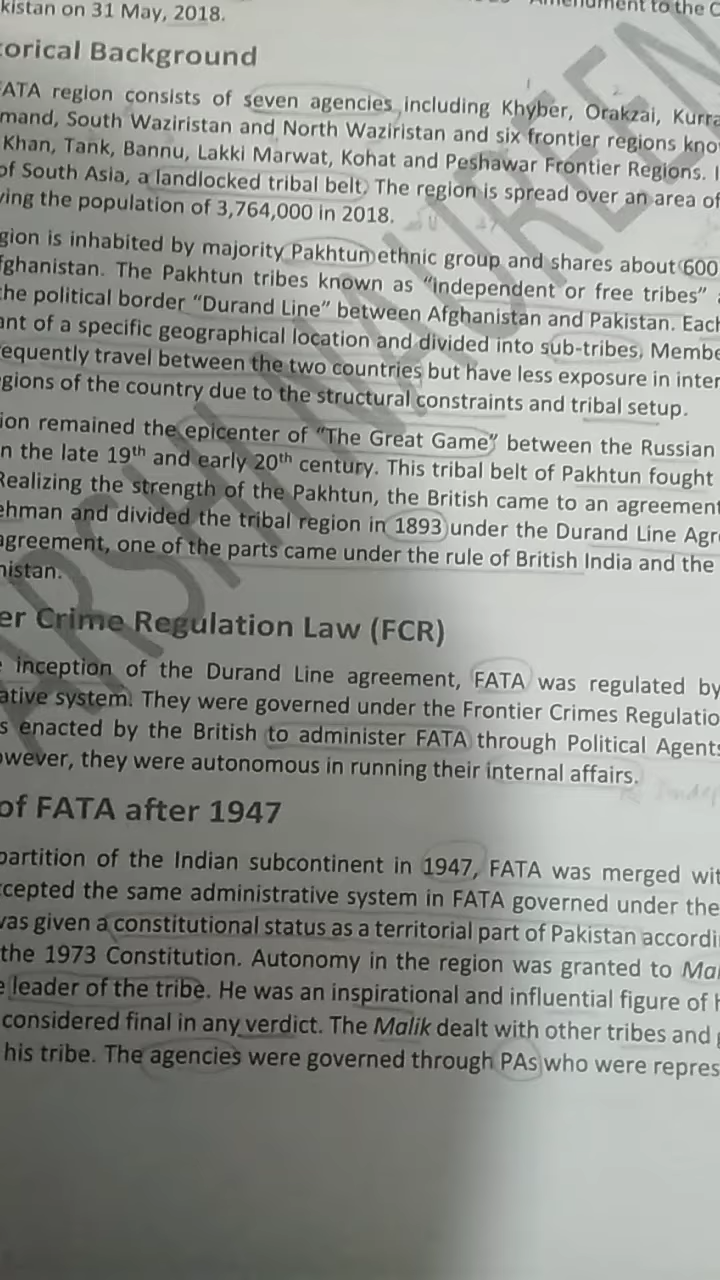 kistan on 31 May, 2018.
to the C
orical Background
ATA region consists of seven agencies including Khyber, Orakzai, Kurra
mand, South Waziristan and North Waziristan and six frontier regions kno
Khan, Tank, Bannu, Lakki Marwat, Kohat and Peshawar Frontier Regions. I
of South Asia, a landlocked tribal belt. The region is spread over an area of
ving the population of 3,764,000 in 2018.
gion is inhabited by majority Pakhtun ethnic group and shares about 600
fghanistan. The Pakhtun tribes known as "independent or free tribes"
the political border "Durand Line" between Afghanistan and Pakistan. Each
ant of a specific geographical location and divided into sub-tribes. Membe
equently travel between the two countries but have less exposure in inter
gions of the country due to the structural constraints and tribal setup.
ion remained the epicenter of "The Great Game" between the Russian
n the late 19th and early 20th century. This tribal belt of Pakhtun fought
Realizing the strength of the Pakhtun, the British came to an agreement
ehman and divided the tribal region in 1893 under the Durand Line Agr
agreement, one of the parts came under the rule of British India and the
nistan.
er Crime Regulation Law (FCR)
inception of the Durand Line agreement, FATA was regulated by
ative system. They were governed under the Frontier Crimes Regulatio
s enacted by the British to administer FATA through Political Agents
owever, they were autonomous in running their internal affairs.
of FATA after 1947
partition of the Indian subcontinent in 1947, FATA was merged wit
ccepted the same administrative system in FATA governed under the
was given a constitutional status as a territorial part of Pakistan accordi
the 1973 Constitution. Autonomy in the region was granted to Mal
e leader of the tribe. He was an inspirational and influential figure of h
considered final in any verdict. The Malik dealt with other tribes and g
his tribe. The agencies were governed through PAs who were repres
ARSHI NAUREEN